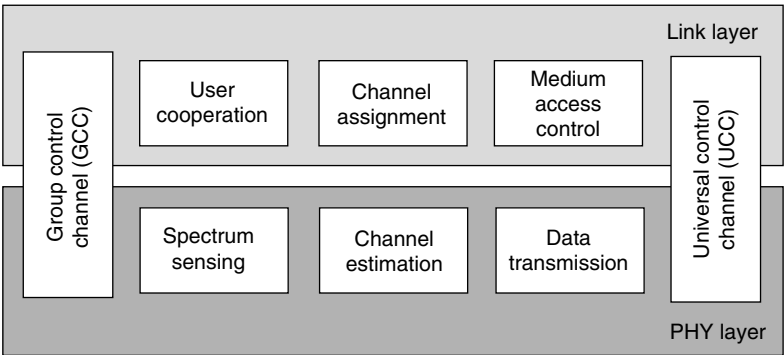 Link layer
Group control
channel (GCC)
User
cooperation
Channel
assignment
Medium
access
control
Universal control
channel (UCC)
Spectrum
sensing
Channel
estimation
Data
transmission
PHY layer